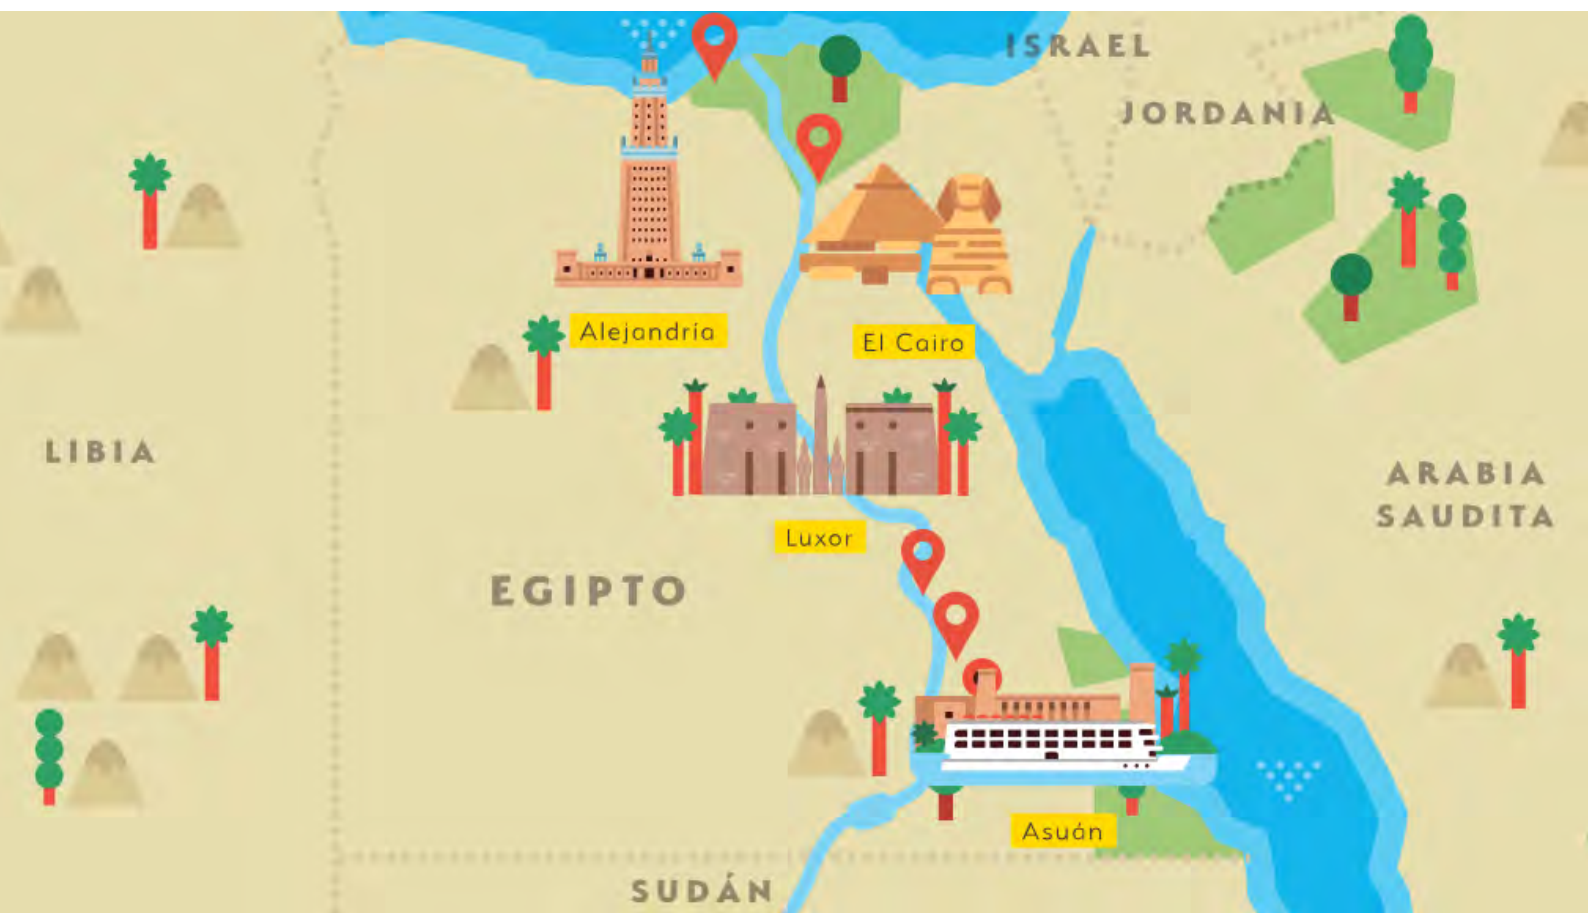 ISRAEL
JORDANIA
Alejandría
El Cairo
LIBIA
ARABIA
SAUDITA
Luxor
EGIPTO
Asuán
SUDÁN